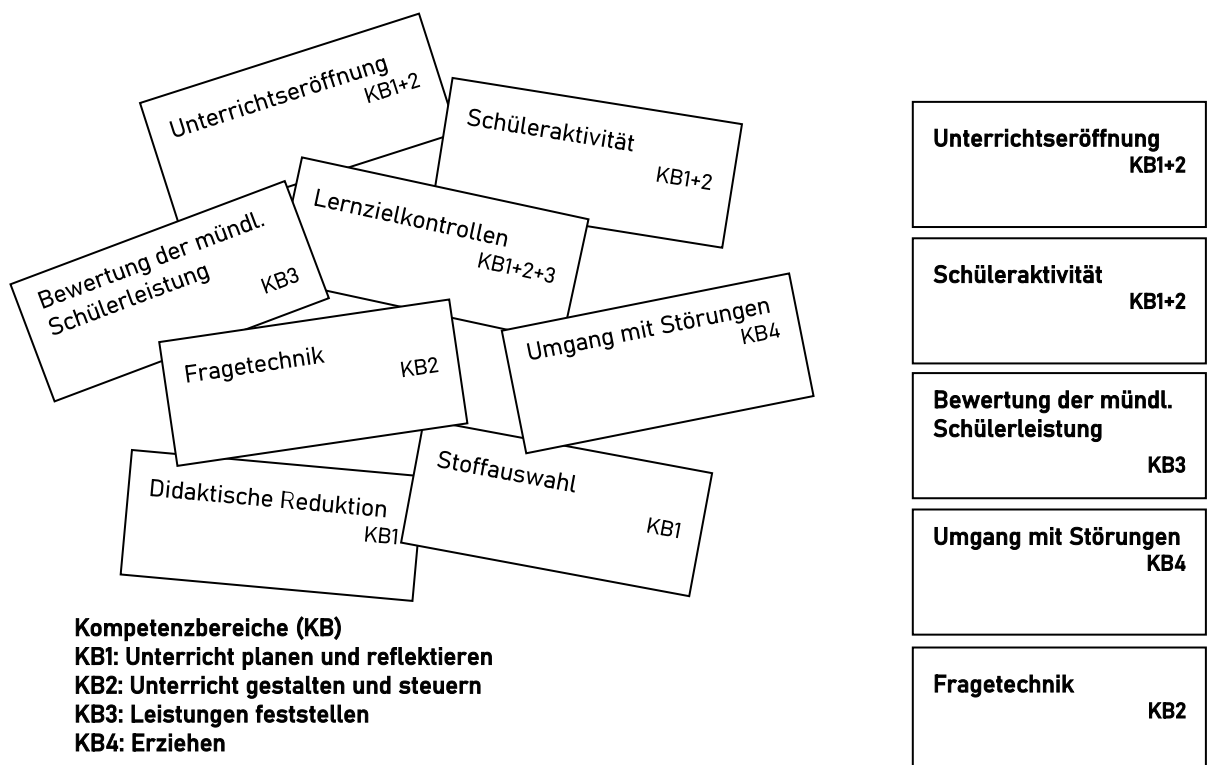 Unterrichtseröffnung
KB1+2
Schüleraktivität
KB1+2
Lernzielkontrollen
KB1+2+3
Bewertung der mündl.
Schülerleistung
KB3
Umgang mit Störungen
KB4
Fragetechnik
KB2
Stoffauswahl
KB1
Didaktische Reduktion
KB1
Kompetenzbereiche (KB)
KB1: Unterricht planen und reflektieren
KB2: Unterricht gestalten und steuern
KB3: Leistungen feststellen
KB4: Erziehen
Unterrichtseröffnung
KB1+2
Schüleraktivität
KB1+2
Bewertung der mündl.
Schülerleistung
KB3
Umgang mit Störungen
KB4
Fragetechnik
KB2